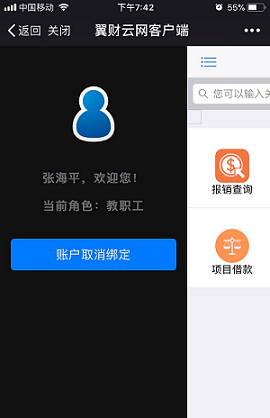 中国移动
下午7:42
55%
返回 关闭
翼财云网客户端
您可以输入关
张海平，欢迎您！
当前角色：教职工
账户取消绑定
报销查询
项目借款